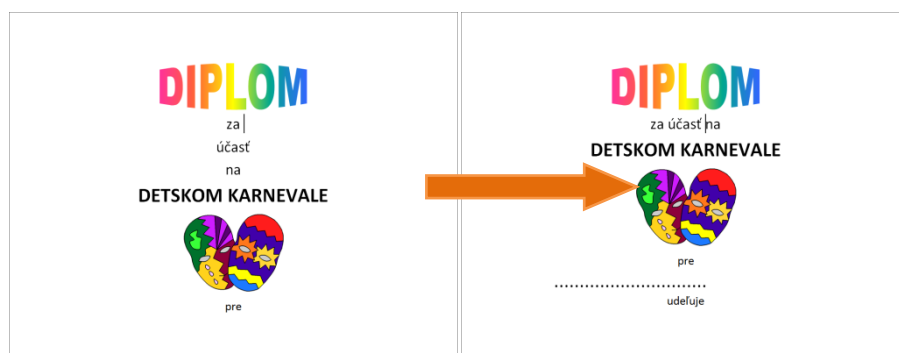 DIPLOM
za
účasť
na
DETSKOM KARNEVALE
pre
DIPLOM
za účasť na
DETSKOM KARNEVALE
pre
..............................
udeľuje